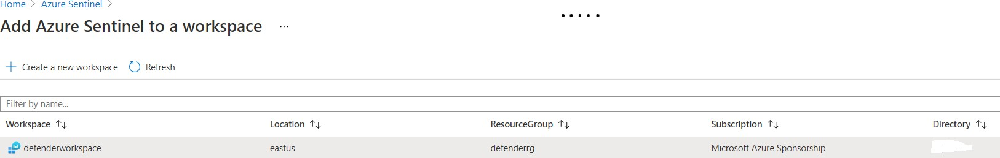 Home > Azure Sentinel >
Add Azure Sentinel to a workspace ...
+ Create a new workspace Refresh
Filter by name...
Workspace ↑↓ Location ↑↓ ResourceGroup ↑↓ Subscription ↑↓ Directory ↑↓
defenderworkspace eastus defenderrg Microsoft Azure Sponsorship